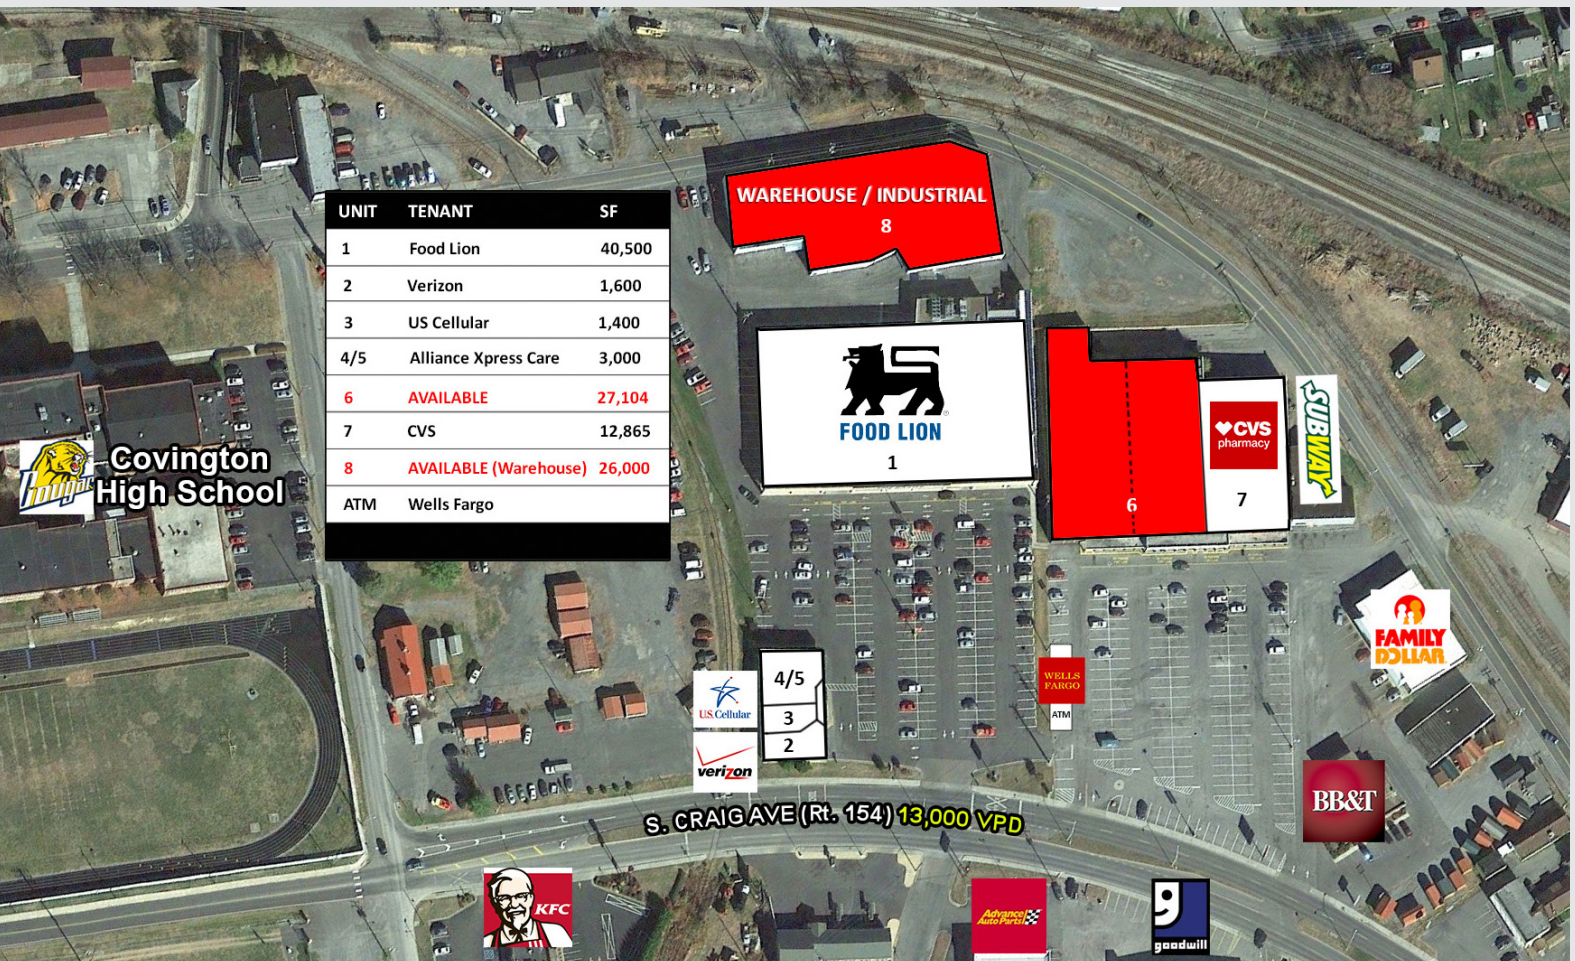 WAREHOUSE / INDUSTRIAL
8
UNIT TENANT SF
1 Food Lion 40,500
2 Verizon 1,600
3 US Cellular 1,400
4/5 Alliance Xpress Care 3,000
6 AVAILABLE 27,104
7 CVS 12,865
8 AVAILABLE (Warehouse) 26,000
ATM Wells Fargo
FOOD LION
1
6
CVS
pharmacy
7
SUBWAY
Cougars
Covington
High School
FAMILY
DOLLAR
4/5
3
2
U.S. Cellular
verizon
WELLS
FARGO
ATM
BB&T
S. CRAIG AVE (Rt. 154) 13,000 VPD
KFC
Advance
Auto Parts
goodwill